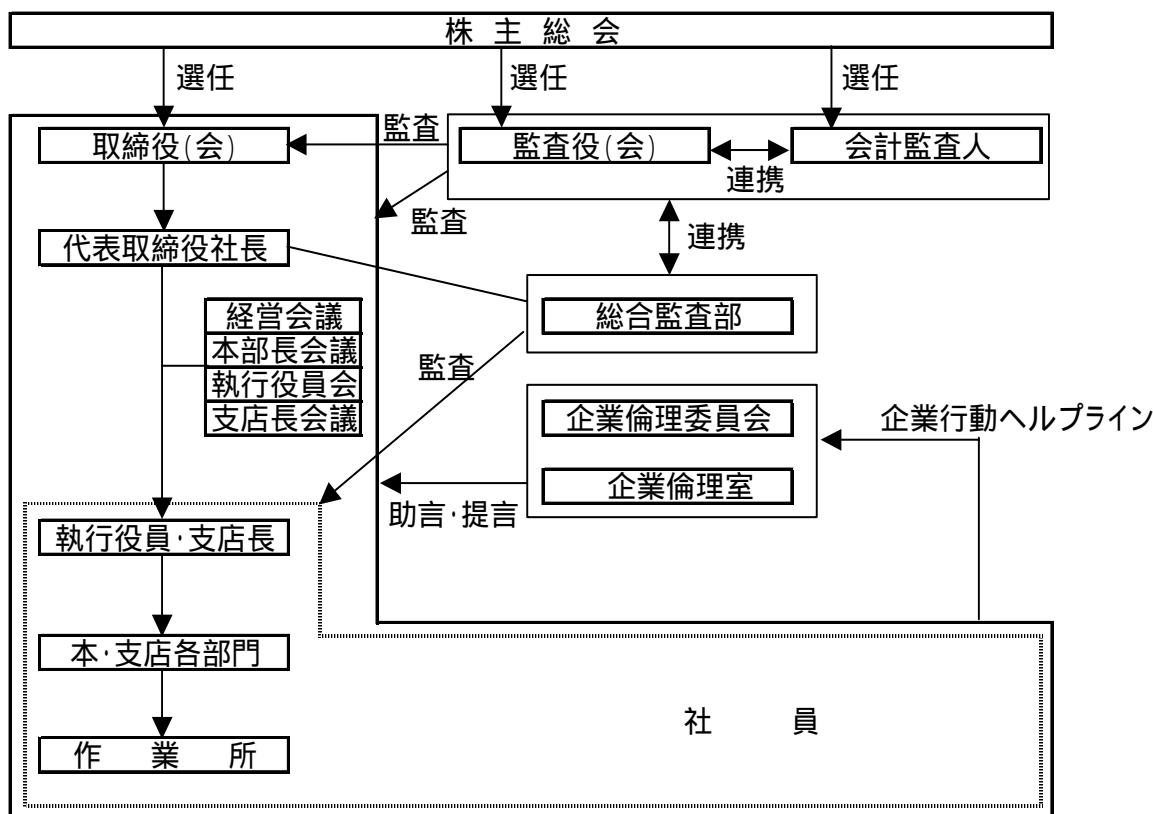 株 主 総 会
選任
選任
選任
取締役(会)
監査
監査役(会)
会計監査人
連携
監査
代表取締役社長
連携
経営会議
本部長会議
執行役員会
支店長会議
総合監査部
監査
企業倫理委員会
企業行動ヘルプライン
企業倫理室
助言・提言
執行役員・支店長
本・支店各部門
社 員
作 業 所